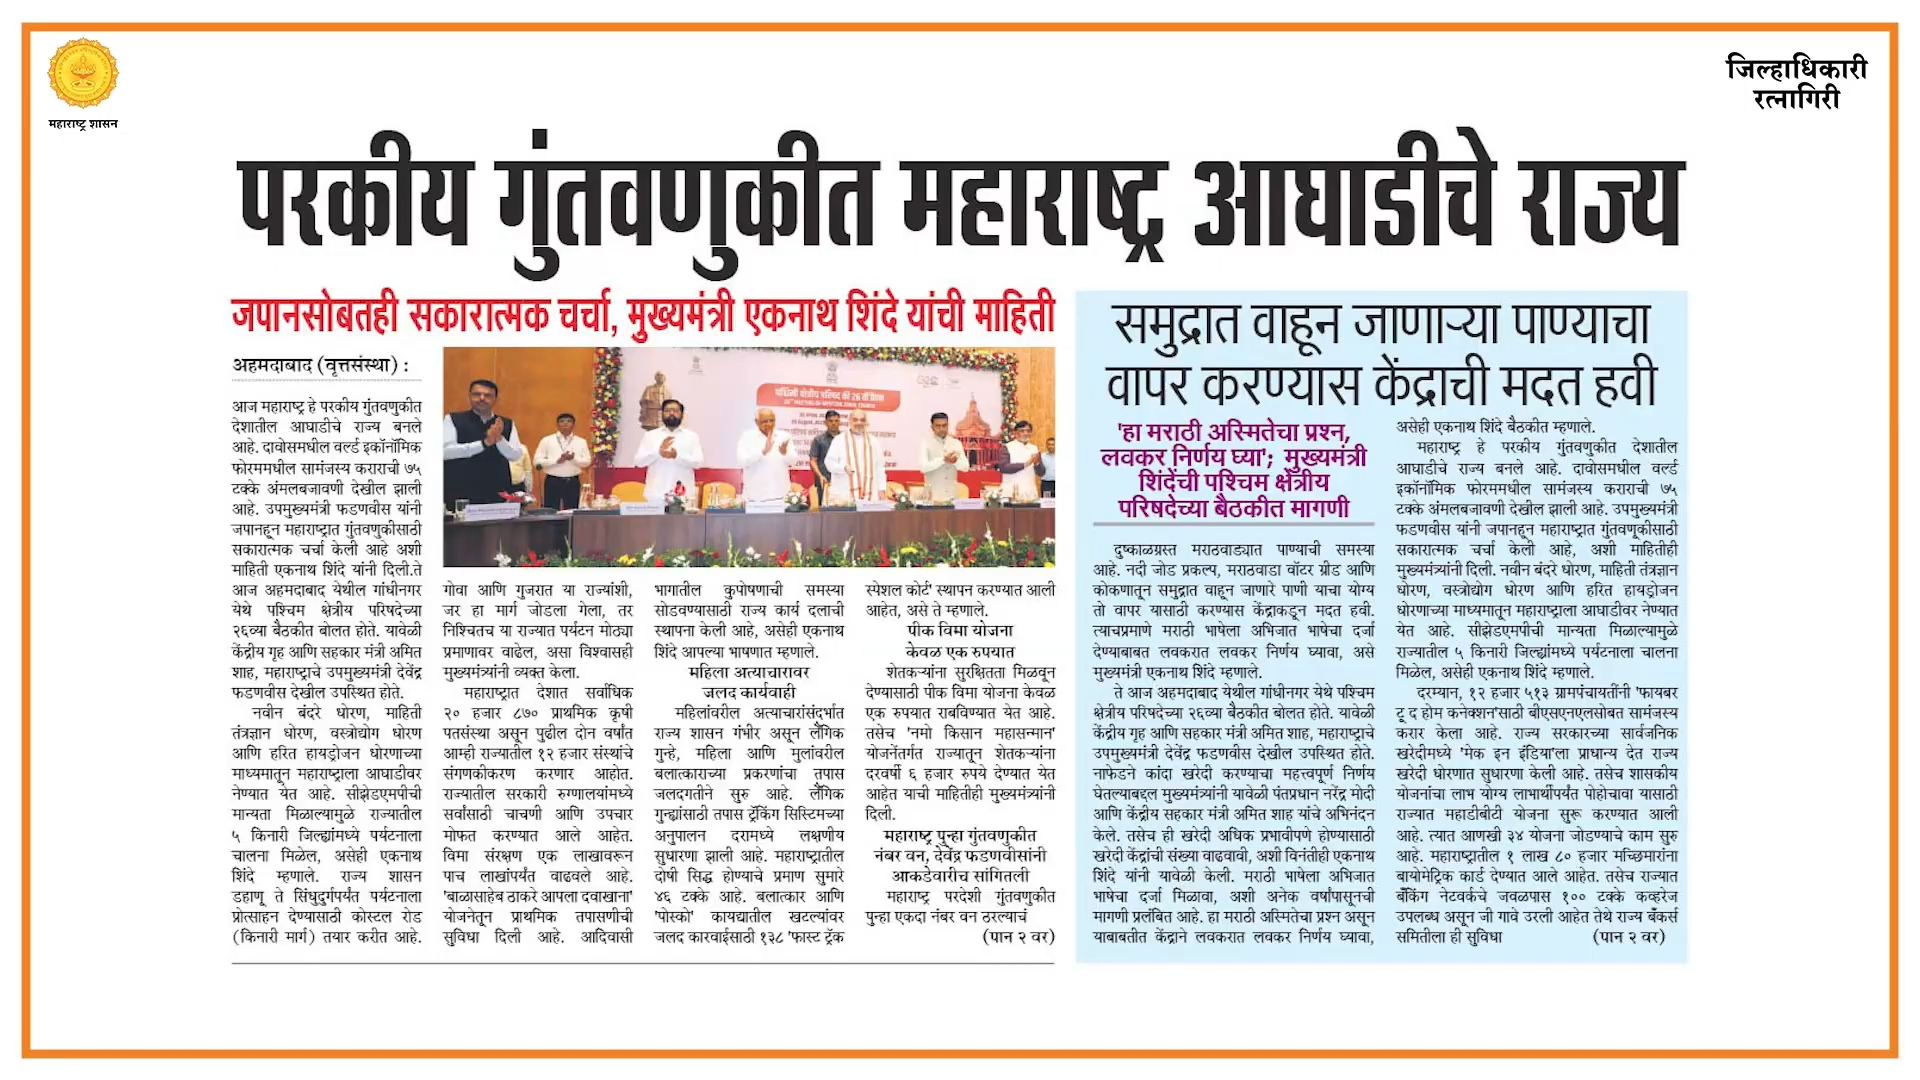 महाराष्ट्र शासन
जिल्हाधिकारी
रत्नागिरी
परकीय गुंतवणुकीत महाराष्ट्र आघाडीचे राज्य
जपानसोबतही सकारात्मक चर्चा, मुख्यमंत्री एकनाथ शिंदे यांची माहिती
अहमदाबाद (वृत्तसंस्था) :
आज महाराष्ट्र हे परकीय गुंतवणुकीत
देशातील आघाडीचे राज्य बनले
आहे. दावोसमधील वर्ल्ड इकॉनॉमिक
फोरममधील सामंजस्य कराराची ७५
टक्के अंमलबजावणी देखील झाली
आहे. उपमुख्यमंत्री फडणवीस यांनी
जपानहून महाराष्ट्रात गुंतवणुकीसाठी
सकारात्मक चर्चा केली आहे अशी
माहिती एकनाथ शिंदे यांनी दिली.ते
आज अहमदाबाद येथील गांधीनगर
येथे पश्चिम क्षेत्रीय परिषदेच्या
२६व्या बैठकीत बोलत होते. यावेळी
केंद्रीय गृह आणि सहकार मंत्री अमित
शाह, महाराष्ट्राचे उपमुख्यमंत्री देवेंद्र
फडणवीस देखील उपस्थित होते.
नवीन बंदरे धोरण, माहिती
तंत्रज्ञान धोरण, वस्त्रोद्योग धोरण
आणि हरित हायड्रोजन धोरणाच्या
माध्यमातून महाराष्ट्राला आघाडीवर
नेण्यात येत आहे. सीझेडएमपीची
मान्यता मिळाल्यामुळे राज्यातील
५ किनारी जिल्ह्यांमध्ये पर्यटनाला
चालना मिळेल, असेही एकनाथ
शिंदे म्हणाले. राज्य शासन
डहाणू ते सिंधुदुर्गपर्यंत पर्यटनाला
प्रोत्साहन देण्यासाठी कोस्टल रोड
(किनारी मार्ग) तयार करीत आहे.
पश्चिमी क्षेत्रीय परिषद की 26 वीं बैठक
26TH MEETING OF WESTERN ZONAL COUNCIL
गोवा आणि गुजरात या राज्यांशी,
जर हा मार्ग जोडला गेला, तर
निश्चितच या राज्यात पर्यटन मोठ्या
प्रमाणावर वाढेल, असा विश्वासही
मुख्यमंत्र्यांनी व्यक्त केला.
महाराष्ट्रात देशात सर्वाधिक
२० हजार ८७० प्राथमिक कृषी
पतसंस्था असून पुढील दोन वर्षांत
आम्ही राज्यातील १२ हजार संस्थांचे
संगणकीकरण करणार आहोत.
राज्यातील सरकारी रुग्णालयांमध्ये
सर्वांसाठी चाचणी आणि उपचार
मोफत करण्यात आले आहेत.
विमा संरक्षण एक लाखावरून
पाच लाखांपर्यंत वाढवले आहे.
'बाळासाहेब ठाकरे आपला दवाखाना'
योजनेतून प्राथमिक तपासणीची
सुविधा दिली आहे. आदिवासी
भागातील कुपोषणाची समस्या
सोडवण्यासाठी राज्य कार्य दलाची
स्थापना केली आहे, असेही एकनाथ
शिंदे आपल्या भाषणात म्हणाले.
महिला अत्याचारावर
जलद कार्यवाही
महिलांवरील अत्याचारांसंदर्भात
राज्य शासन गंभीर असून लैंगिक
गुन्हे, महिला आणि मुलांवरील
बलात्काराच्या प्रकरणांचा तपास
जलदगतीने सुरु आहे. लैंगिक
गुन्ह्यांसाठी तपास ट्रॅकिंग सिस्टिमच्या
अनुपालन दरामध्ये लक्षणीय
सुधारणा झाली आहे. महाराष्ट्रातील
दोषी सिद्ध होण्याचे प्रमाण सुमारे
४६ टक्के आहे. बलात्कार आणि
'पोस्को' कायद्यातील खटल्यांवर
जलद कारवाईसाठी १३८ 'फास्ट ट्रॅक
स्पेशल कोर्ट' स्थापन करण्यात आली
आहेत, असे ते म्हणाले.
पीक विमा योजना
केवळ एक रुपयात
शेतकऱ्यांना सुरक्षितता मिळवून
देण्यासाठी पीक विमा योजना केवळ
एक रुपयात राबविण्यात येत आहे.
तसेच 'नमो किसान महासन्मान'
योजनेंतर्गत राज्यातून शेतकऱ्यांना
दरवर्षी ६ हजार रुपये देण्यात येत
आहेत याची माहितीही मुख्यमंत्र्यांनी
दिली.
महाराष्ट्र पुन्हा गुंतवणुकीत
नंबर वन, देवेंद्र फडणवीसांनी
आकडेवारीच सांगितली
महाराष्ट्र परदेशी गुंतवणुकीत
पुन्हा एकदा नंबर वन ठरल्याचं
(पान २ वर)
समुद्रात वाहून जाणाऱ्या पाण्याचा
वापर करण्यास केंद्राची मदत हवी
'हा मराठी अस्मितेचा प्रश्न,
लवकर निर्णय घ्या'; मुख्यमंत्री
शिंदेंची पश्चिम क्षेत्रीय
परिषदेच्या बैठकीत मागणी
दुष्काळग्रस्त मराठवाड्यात पाण्याची समस्या
आहे. नदी जोड प्रकल्प, मराठवाडा वॉटर ग्रीड आणि
कोकणातून समुद्रात वाहून जाणारे पाणी याचा योग्य
तो वापर यासाठी करण्यास केंद्राकडून मदत हवी.
त्याचप्रमाणे मराठी भाषेला अभिजात भाषेचा दर्जा
देण्याबाबत लवकरात लवकर निर्णय घ्यावा, असे
मुख्यमंत्री एकनाथ शिंदे म्हणाले.
ते आज अहमदाबाद येथील गांधीनगर येथे पश्चिम
क्षेत्रीय परिषदेच्या २६व्या बैठकीत बोलत होते. यावेळी
केंद्रीय गृह आणि सहकार मंत्री अमित शाह, महाराष्ट्राचे
उपमुख्यमंत्री देवेंद्र फडणवीस देखील उपस्थित होते.
नाफेडने कांदा खरेदी करण्याचा महत्त्वपूर्ण निर्णय
घेतल्याबद्दल मुख्यमंत्र्यांनी यावेळी पंतप्रधान नरेंद्र मोदी
आणि केंद्रीय सहकार मंत्री अमित शाह यांचे अभिनंदन
केले. तसेच ही खरेदी अधिक प्रभावीपणे होण्यासाठी
खरेदी केंद्रांची संख्या वाढवावी, अशी विनंतीही एकनाथ
शिंदे यांनी यावेळी केली. मराठी भाषेला अभिजात
भाषेचा दर्जा मिळावा, अशी अनेक वर्षांपासूनची
मागणी प्रलंबित आहे. हा मराठी अस्मितेचा प्रश्न असून
याबाबतीत केंद्राने लवकरात लवकर निर्णय घ्यावा,
असेही एकनाथ शिंदे बैठकीत म्हणाले.
महाराष्ट्र हे परकीय गुंतवणुकीत देशातील
आघाडीचे राज्य बनले आहे. दावोसमधील वर्ल्ड
इकॉनॉमिक फोरममधील सामंजस्य कराराची ७५
टक्के अंमलबजावणी देखील झाली आहे. उपमुख्यमंत्री
फडणवीस यांनी जपानहून महाराष्ट्रात गुंतवणूकीसाठी
सकारात्मक चर्चा केली आहे, अशी माहितीही
मुख्यमंत्र्यांनी दिली. नवीन बंदरे धोरण, माहिती तंत्रज्ञान
धोरण, वस्त्रोद्योग धोरण आणि हरित हायड्रोजन
धोरणाच्या माध्यमातून महाराष्ट्राला आघाडीवर नेण्यात
येत आहे. सीझेडएमपीची मान्यता मिळाल्यामुळे
राज्यातील ५ किनारी जिल्ह्यांमध्ये पर्यटनाला चालना
मिळेल, असेही एकनाथ शिंदे म्हणाले.
दरम्यान, १२ हजार ५१३ ग्रामपंचायतींनी 'फायबर
टू द होम कनेक्शन'साठी बीएसएनएलसोबत सामंजस्य
करार केला आहे. राज्य सरकारच्या सार्वजनिक
खरेदीमध्ये 'मेक इन इंडिया'ला प्राधान्य देत राज्य
खरेदी धोरणात सुधारणा केली आहे. तसेच शासकीय
योजनांचा लाभ योग्य लाभार्थीपर्यंत पोहोचावा यासाठी
राज्यात महाडीबीटी योजना सुरू करण्यात आली
आहे. त्यात आणखी ३४ योजना जोडण्याचे काम सुरु
आहे. महाराष्ट्रातील १ लाख ८० हजार मच्छिमारांना
बायोमेट्रिक कार्ड देण्यात आले आहेत. तसेच राज्यात
बँकिंग नेटवर्कचे जवळपास १०० टक्के कव्हरेज
उपलब्ध असून जी गावे उरली आहेत तेथे राज्य बँकर्स
समितीला ही सुविधा (पान २ वर)